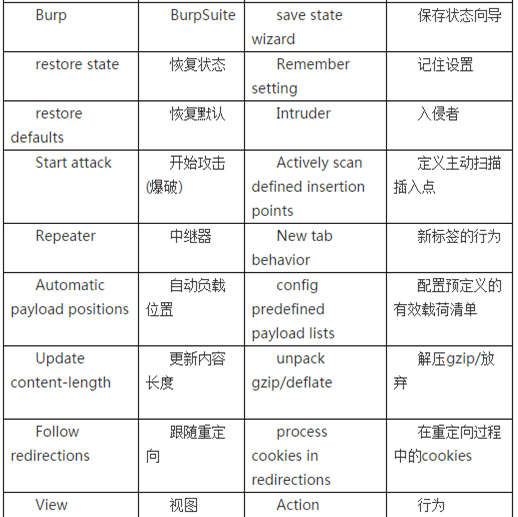 Burp BurpSuite save state 保存状态向导
wizard
restore state 恢复状态 Remember 记住设置
setting
restore 恢复默认 Intruder 入侵者
defaults
Start attack 开始攻击 Actively scan 定义主动扫描
(爆破) defined insertion 插入点
points
Repeater 中继器 New tab 新标签的行为
behavior
Automatic 自动负载 config 配置预定义的
payload positions 位置 predefined 有效载荷清单
payload lists
Update 更新内容 unpack 解压gzip/放
content-length 长度 gzip/deflate 弃
Follow 跟随重定 process 在重定向过程
redirections 向 cookies in 中的cookies
redirections
View 视图 Action 行为